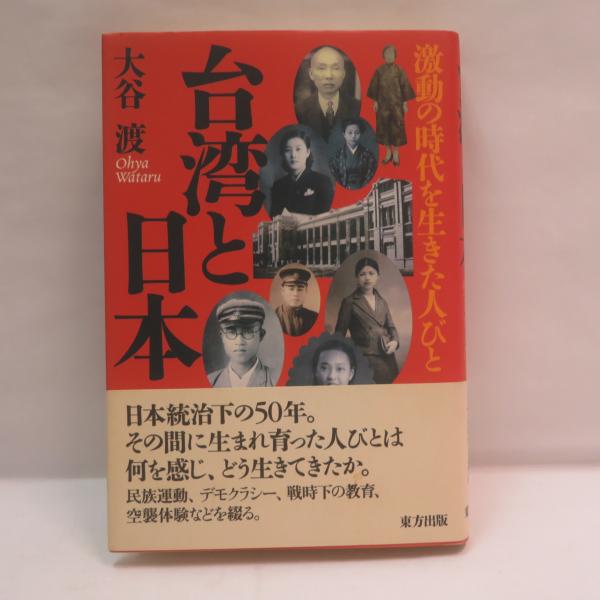 激動の時代を生きた人びと
台湾と
日本
大谷 渡
Ohya
Wataru
日本統治下の50年。
その間に生まれ育った人びとは
何を感じ、どう生きてきたか。
民族運動、デモクラシー、戦時下の教育、
空襲体験などを綴る。
東方出版